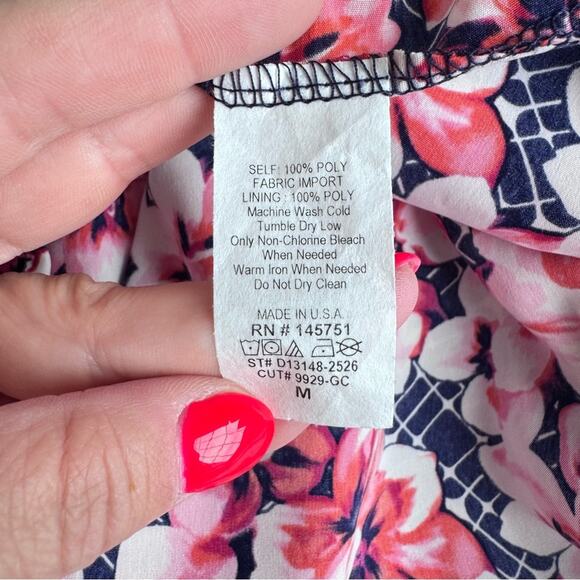 SELF: 100% POLY
FABRIC IMPORT
LINING : 100% POLY
Machine Wash Cold
Tumble Dry Low
Only Non-Chlorine Bleach
When Needed
Warm Iron When Needed
Do Not Dry Clean
MADE IN U.S.A.
RN # 145751
ST# D13148-2526
CUT# 9929-GC
M